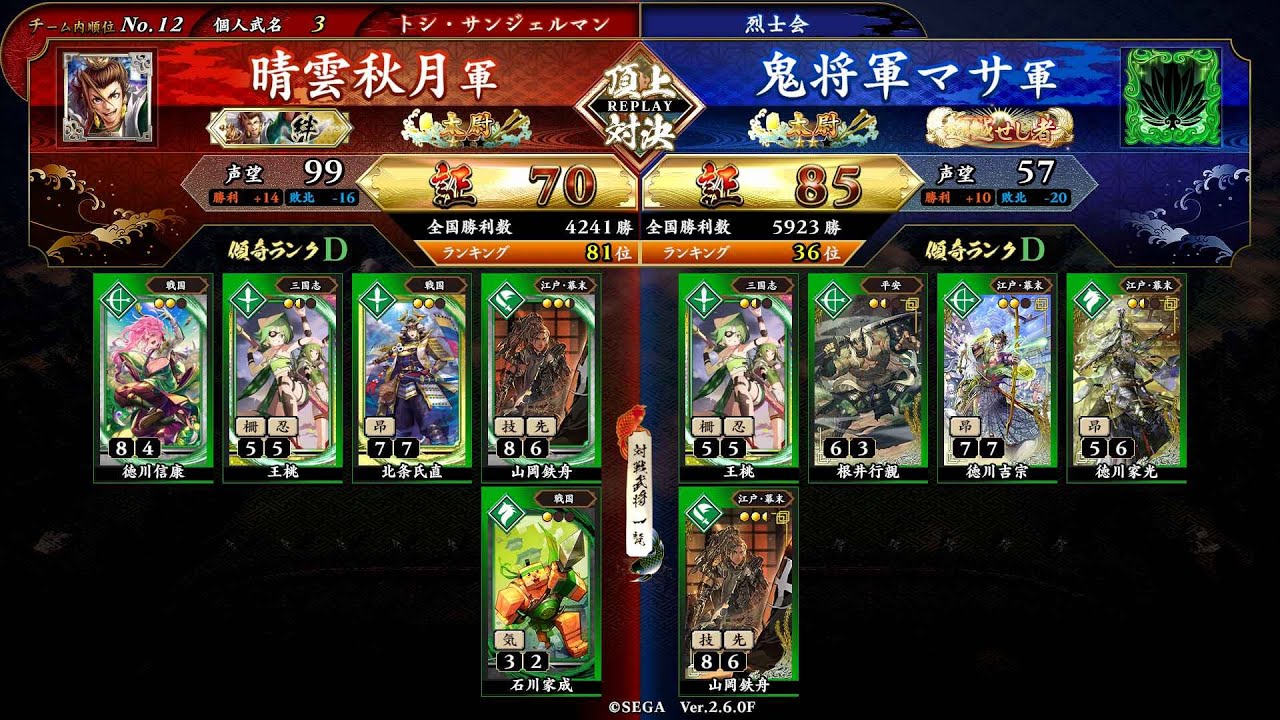 チーム内順位 No.12 個人武名 3 トシ・サンジェルマン
烈士会
晴雲秋月軍
頂上
REPLAY
対決
鬼将軍マサ軍
絆
太尉
太尉
声望 99
勝利 +14 敗北 -16
証 70
証 85
声望 57
勝利 +10 敗北 -20
全国勝利数 4241勝
全国勝利数 5923勝
ランキング 81位
ランキング 36位
傾奇ランクD
傾奇ランクD
戦国
8 4
徳川信康
三国志
柵 忍
5 5
王桃
戦国
昂
7 7
北条氏直
江戸・幕末
技 先
8 6
山岡鉄舟
三国志
柵 忍
5 5
王桃
平安
6 3
根井行親
江戸・幕末
昂
7 7
徳川吉宗
江戸・幕末
昂
5 6
徳川家光
対戦武将一覧
戦国
気
3 2
石川家成
江戸・幕末
技 先
8 6
山岡鉄舟
©SEGA Ver.2.6.0F